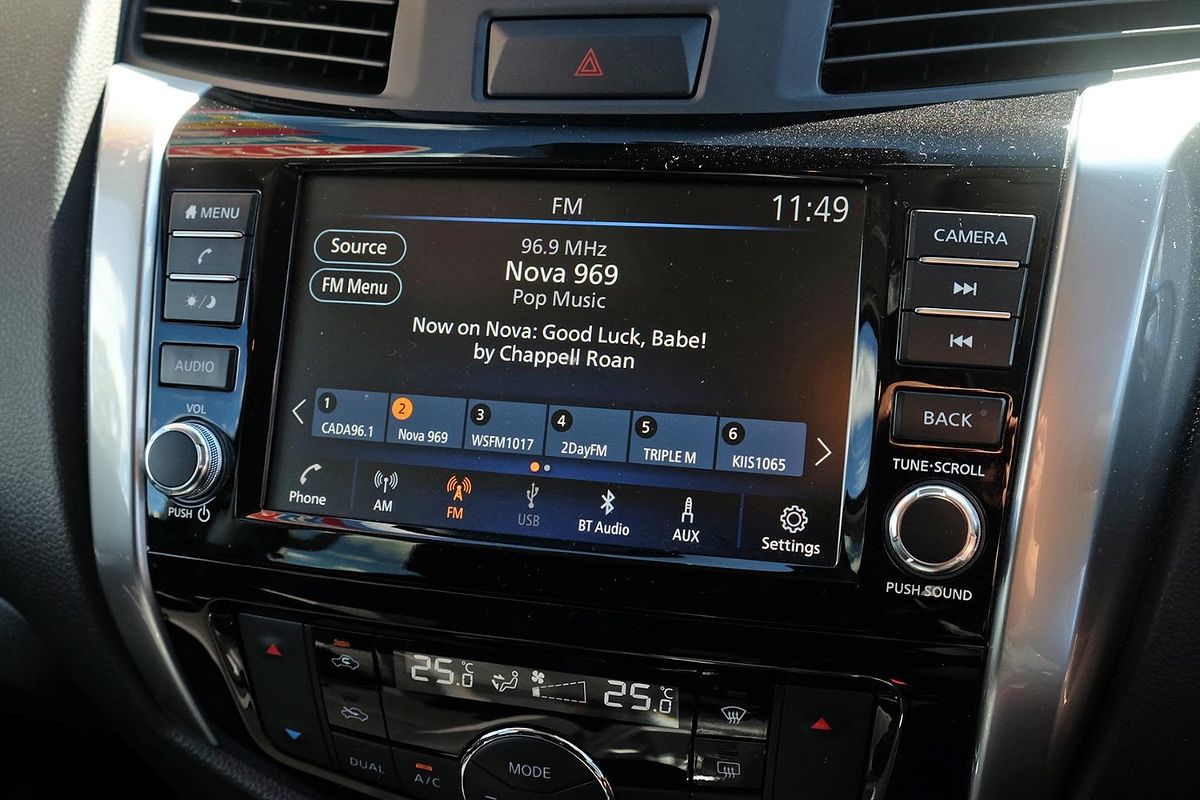 MENU
AUDIO
VOL
PUSH
FM
11:49
Source
FM Menu
96.9 MHz
Nova 969
Pop Music
Now on Nova: Good Luck, Babe!
by Chappell Roan
1
CADA96.1
2
Nova 969
3
WSFM1017
4
2DayFM
5
TRIPLE M
6
KIIS1065
Phone
AM
FM
USB
BT Audio
AUX
Settings
CAMERA
BACK
TUNE·SCROLL
PUSH SOUND
25.0°C
25.0°C
DUAL
A/C
MODE